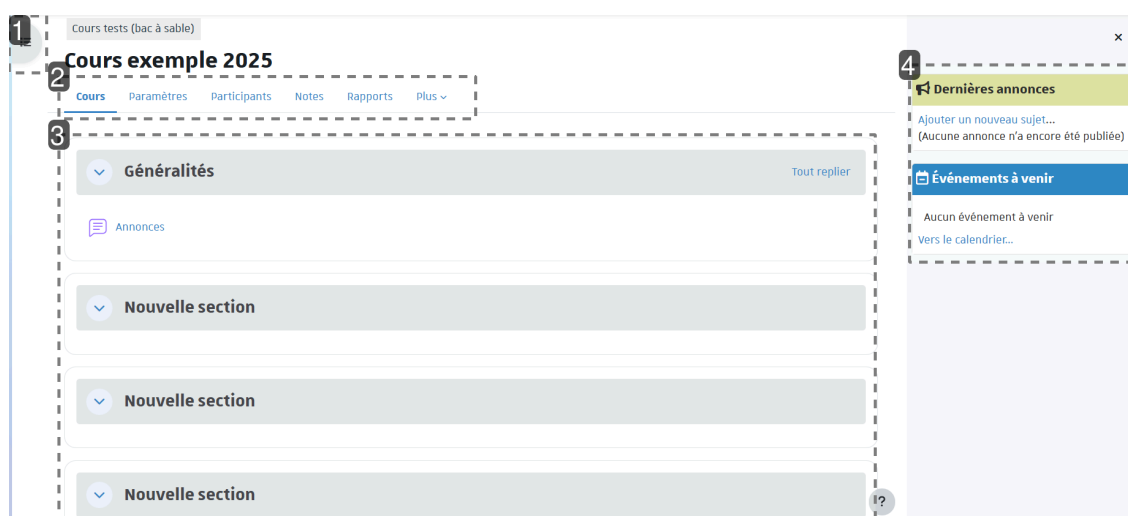 1
Cours tests (bac à sable)
Cours exemple 2025
2
Cours Paramètres Participants Notes Rapports Plus
3
Généralités Tout replier
Annonces
Nouvelle section
Nouvelle section
Nouvelle section
?
×
4
Dernières annonces
Ajouter un nouveau sujet...
(Aucune annonce n'a encore été publiée)
Événements à venir
Aucun événement à venir
Vers le calendrier...